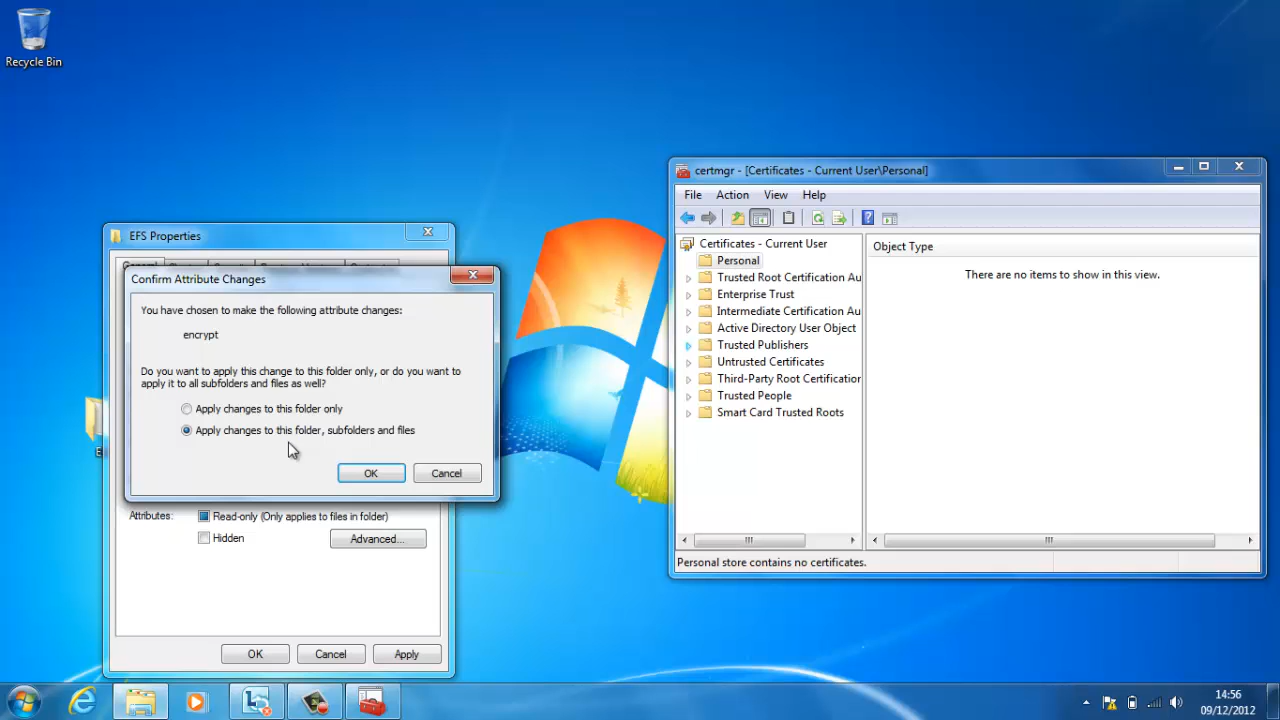 Recycle Bin
EFS Properties
Confirm Attribute Changes
You have chosen to make the following attribute changes:
encrypt
Do you want to apply this change to this folder only, or do you want to
apply it to all subfolders and files as well?
Apply changes to this folder only
Apply changes to this folder, subfolders and files
OK
Cancel
Attributes:
Read-only (Only applies to files in folder)
Hidden
Advanced...
OK
Cancel
Apply
certmgr - [Certificates - Current User\Personal]
File
Action
View
Help
Certificates - Current User
Personal
Trusted Root Certification Au
Enterprise Trust
Intermediate Certification Au
Active Directory User Object
Trusted Publishers
Untrusted Certificates
Third-Party Root Certification
Trusted People
Smart Card Trusted Roots
Object Type
There are no items to show in this view.
Personal store contains no certificates.
14:56
09/12/2012